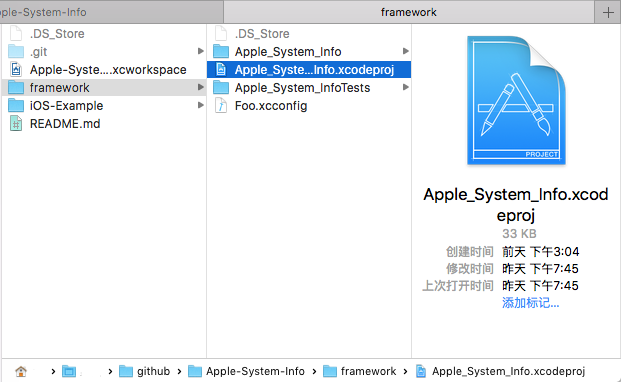 pple-System-Info
framework
.DS_Store
.git
Apple-Syste....xcworkspace
framework
iOS-Example
README.md
.DS_Store
Apple_System_Info
Apple_Syste...Info.xcodeproj
Apple_System_InfoTests
Foo.xcconfig
PROJECT
Apple_System_Info.xcod
eproj
33 KB
创建时间 前天 下午3:04
修改时间 昨天 下午7:45
上次打开时间 昨天 下午7:45
添加标记...
github > Apple-System-Info > framework > Apple_System_Info.xcodeproj